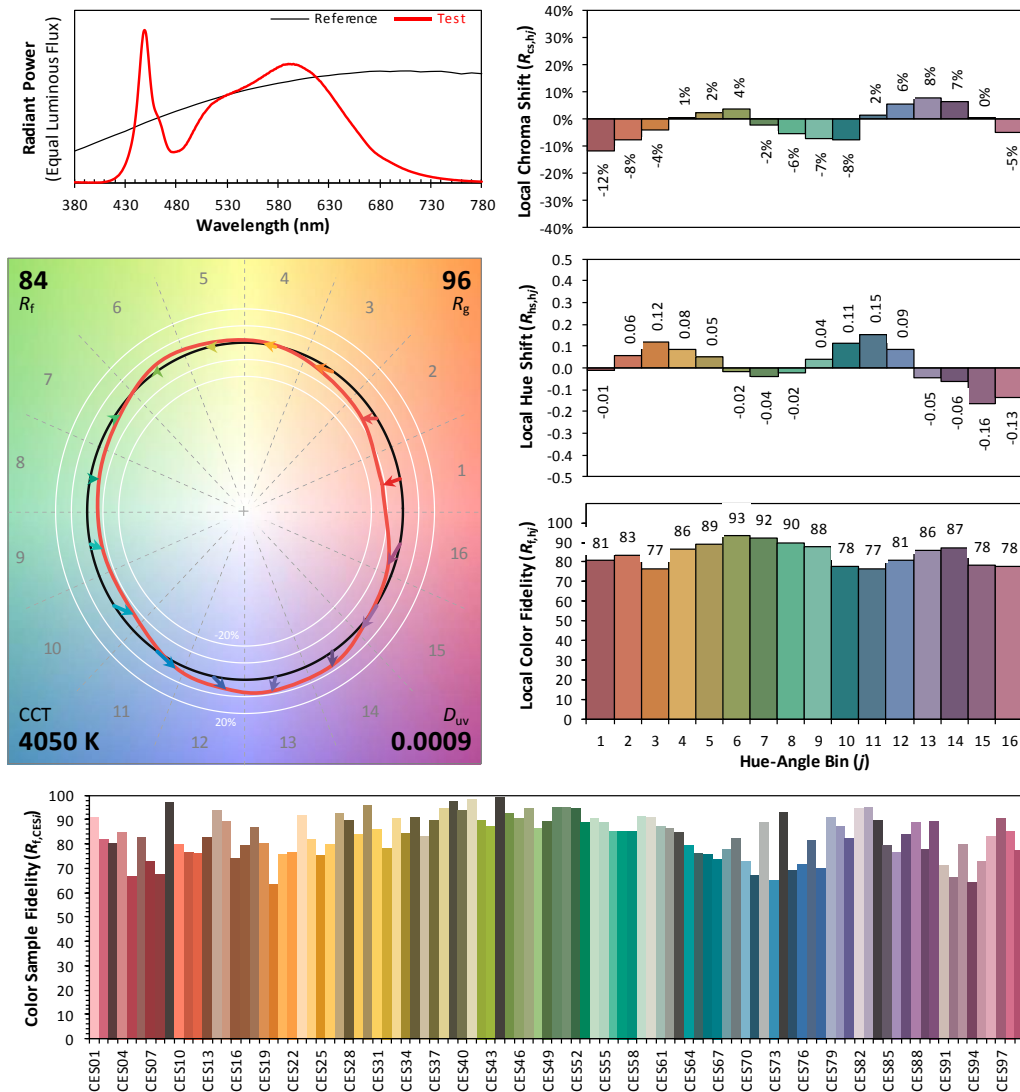 Radiant Power
(Equal Luminous Flux)
Reference
Test
380 430 480 530 580 630 680 730 780
Wavelength (nm)
Local Chroma Shift (Rcs,hj)
40%
30%
20%
10%
0%
-10%
-20%
-30%
-40%
-12% -8% -4% 1% 2% 4% -2% -6% -7% -8% 2% 6% 8% 7% 0% -5%
84
Rf
96
Rg
5 4
6 3
7 2
8 1
9 16
10 15
11 14
12 13
-20%
20%
CCT
4050 K
Duv
0.0009
Local Hue Shift (Rhs,hj)
0.5
0.4
0.3
0.2
0.1
0.0
-0.1
-0.2
-0.3
-0.4
-0.5
-0.01 0.06 0.12 0.08 0.05 -0.02 -0.04 -0.02 0.04 0.11 0.15 0.09 -0.05 -0.06 -0.16 -0.13
Local Color Fidelity (Rf,hj)
100
90
80
70
60
50
40
30
20
10
0
81 83 77 86 89 93 92 90 88 78 77 81 86 87 78 78
1 2 3 4 5 6 7 8 9 10 11 12 13 14 15 16
Hue-Angle Bin (j)
Color Sample Fidelity (Rf,CESi)
100
90
80
70
60
50
40
30
20
10
0
CES01 CES04 CES07 CES10 CES13 CES16 CES19 CES22 CES25 CES28 CES31 CES34 CES37 CES40 CES43 CES46 CES49 CES52 CES55 CES58 CES61 CES64 CES67 CES70 CES73 CES76 CES79 CES82 CES85 CES88 CES91 CES94 CES97